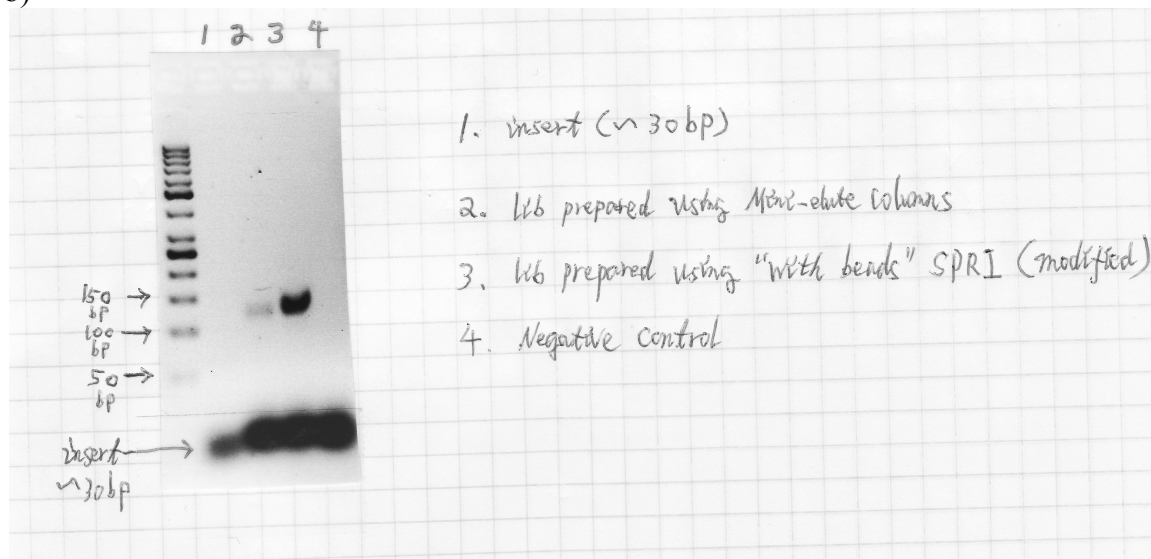 1 2 3 4
1. insert (~30bp)
2. lib prepared using Mini-elute columns
3. lib prepared using "with beads" SPRI (modified)
4. Negative control
150 bp
100 bp
50 bp
insert ~30bp